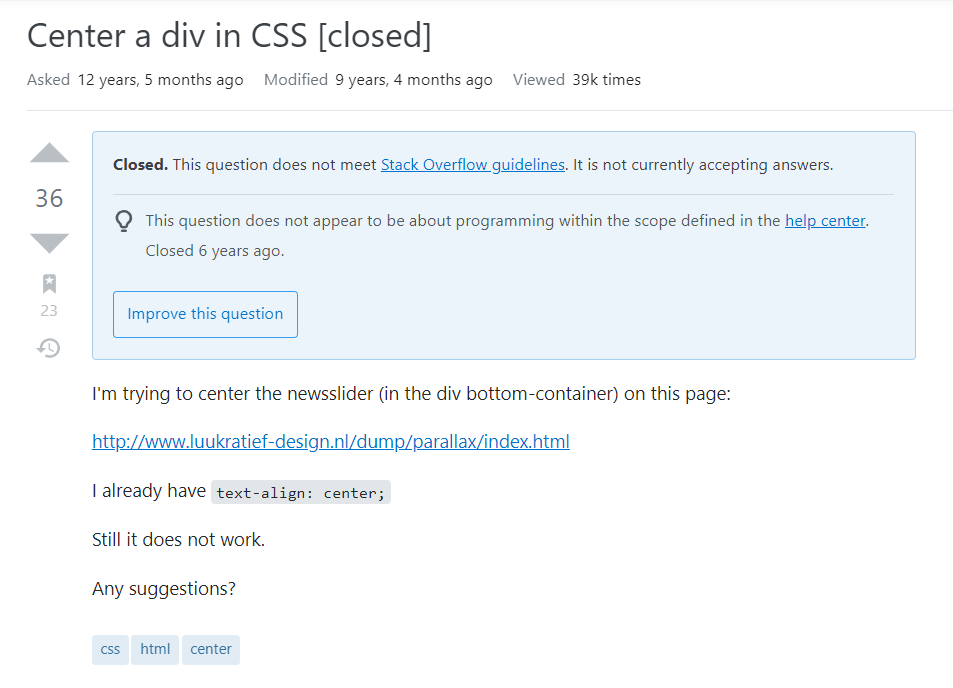 Center a div in CSS [closed]
Asked 12 years, 5 months ago Modified 9 years, 4 months ago Viewed 39k times
Closed. This question does not meet Stack Overflow guidelines. It is not currently accepting answers.
36
This question does not appear to be about programming within the scope defined in the help center.
Closed 6 years ago.
23
Improve this question
I'm trying to center the newsslider (in the div bottom-container) on this page:
http://www.luukratief-design.nl/dump/parallax/index.html
I already have text-align: center;
Still it does not work.
Any suggestions?
css html center